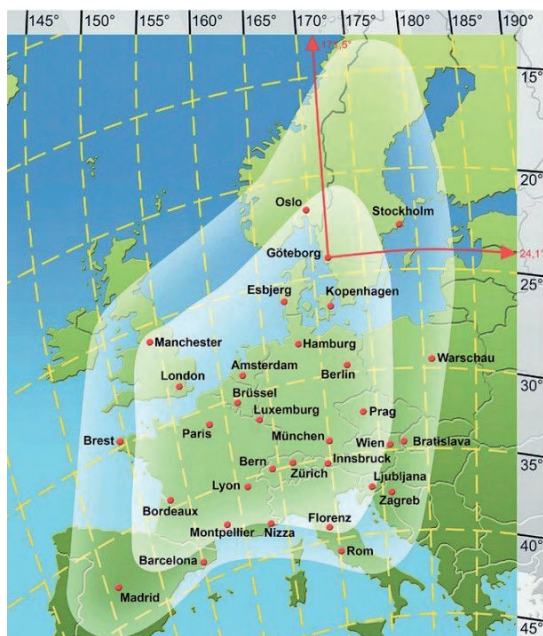 145° 155° 160° 165° 170° 175° 180° 185° 190°
171,5°
15°
20°
Oslo
Stockholm
Göteborg
24,1°
25°
Esbjerg
Kopenhagen
Manchester
Hamburg
Amsterdam
Warschau
30°
London
Berlin
Brüssel
Luxemburg
Prag
Paris
Brest
München
Wien
Bratislava
35°
Bern
Zürich
Innsbruck
Lyon
Ljubljana
Zagreb
Bordeaux
Florenz
Montpellier
Nizza
40°
Rom
Barcelona
Madrid
45°